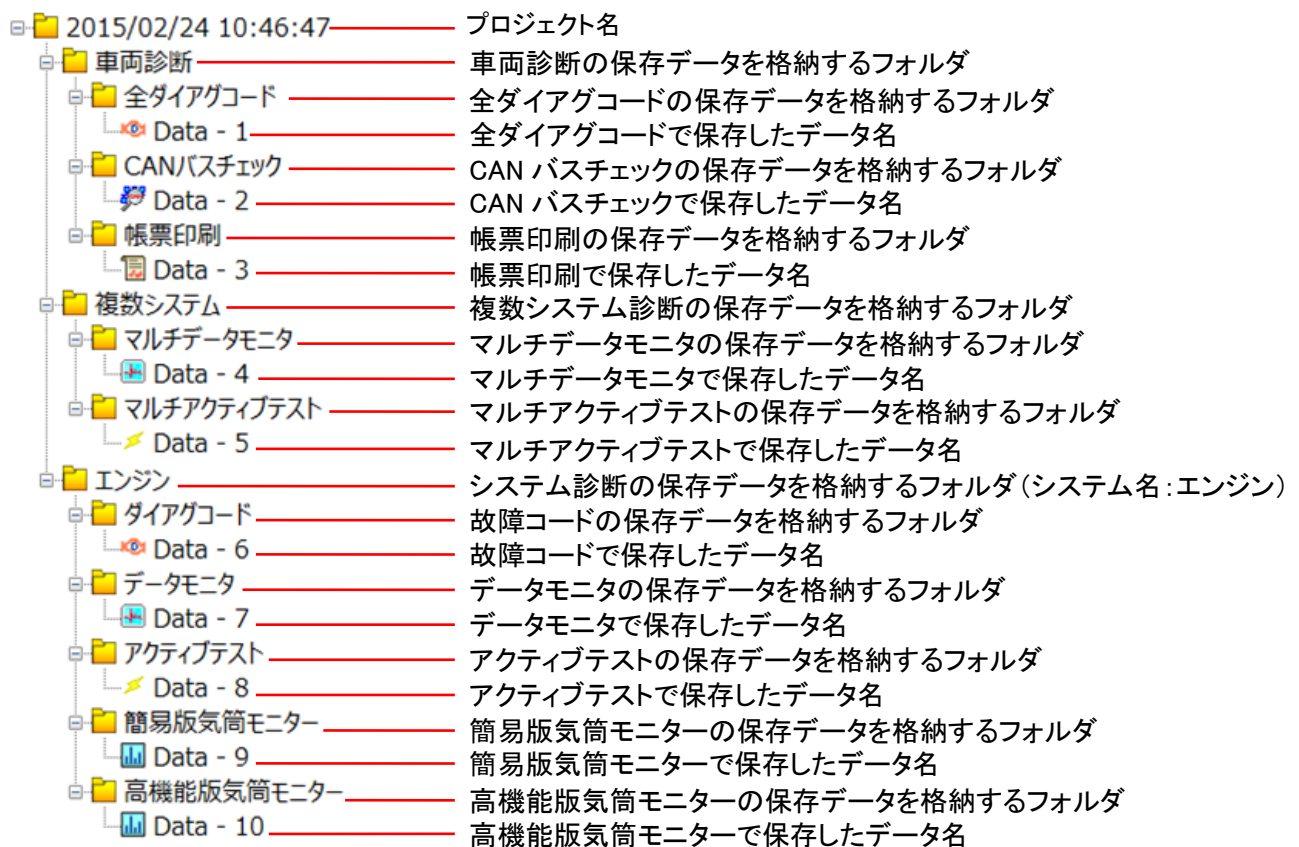 2015/02/24 10:46:47 プロジェクト名
車両診断 車両診断の保存データを格納するフォルダ
全ダイアグコード 全ダイアグコードの保存データを格納するフォルダ
Data - 1 全ダイアグコードで保存したデータ名
CANバスチェック CAN バスチェックの保存データを格納するフォルダ
Data - 2 CAN バスチェックで保存したデータ名
帳票印刷 帳票印刷の保存データを格納するフォルダ
Data - 3 帳票印刷で保存したデータ名
複数システム 複数システム診断の保存データを格納するフォルダ
マルチデータモニタ マルチデータモニタの保存データを格納するフォルダ
Data - 4 マルチデータモニタで保存したデータ名
マルチアクティブテスト マルチアクティブテストの保存データを格納するフォルダ
Data - 5 マルチアクティブテストで保存したデータ名
エンジン システム診断の保存データを格納するフォルダ(システム名:エンジン)
ダイアグコード 故障コードの保存データを格納するフォルダ
Data - 6 故障コードで保存したデータ名
データモニタ データモニタの保存データを格納するフォルダ
Data - 7 データモニタで保存したデータ名
アクティブテスト アクティブテストの保存データを格納するフォルダ
Data - 8 アクティブテストで保存したデータ名
簡易版気筒モニター 簡易版気筒モニターの保存データを格納するフォルダ
Data - 9 簡易版気筒モニターで保存したデータ名
高機能版気筒モニター 高機能版気筒モニターの保存データを格納するフォルダ
Data - 10 高機能版気筒モニターで保存したデータ名